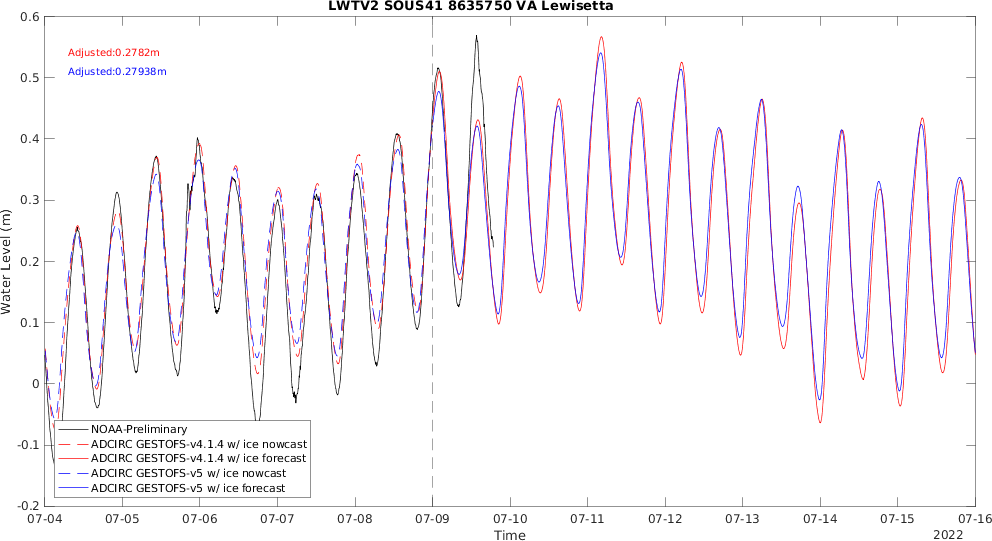 LWTV2 SOUS41 8635750 VA Lewisetta
0.6
0.5
0.4
0.3
0.2
0.1
0
-0.1
-0.2
Water Level (m)
Adjusted:0.2782m
Adjusted:0.27938m
NOAA-Preliminary
ADCIRC GESTOFS-v4.1.4 w/ ice nowcast
ADCIRC GESTOFS-v4.1.4 w/ ice forecast
ADCIRC GESTOFS-v5 w/ ice nowcast
ADCIRC GESTOFS-v5 w/ ice forecast
07-04 07-05 07-06 07-07 07-08 07-09 07-10 07-11 07-12 07-13 07-14 07-15 07-16
Time
2022